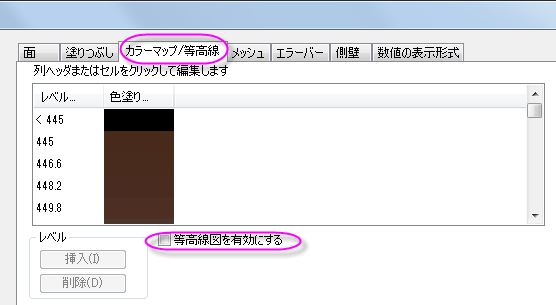 面 塗りつぶし カラーマップ/等高線 メッシュ エラーバー 側壁 数値の表示形式
列ヘッダまたはセルをクリックして編集します
レベル... 色塗り...
< 445
445
446.6
448.2
449.8
レベル
等高線図を有効にする
挿入(I)
削除(D)